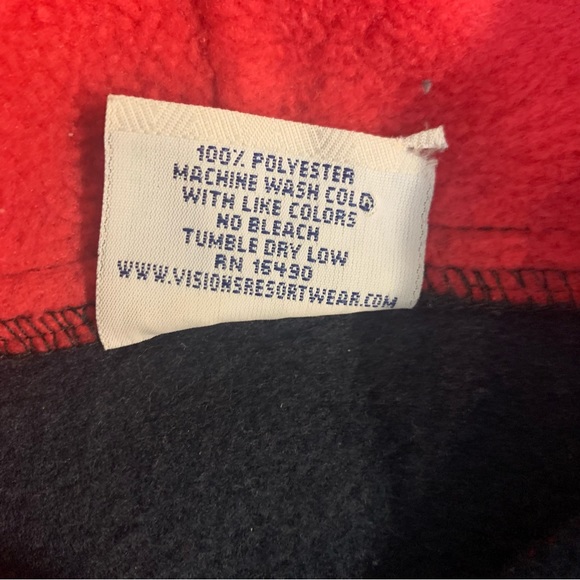 100% POLYESTER
MACHINE WASH COLD
WITH LIKE COLORS
NO BLEACH
TUMBLE DRY LOW
RN 16490
WWW.VISIONSRESORTWEAR.COM